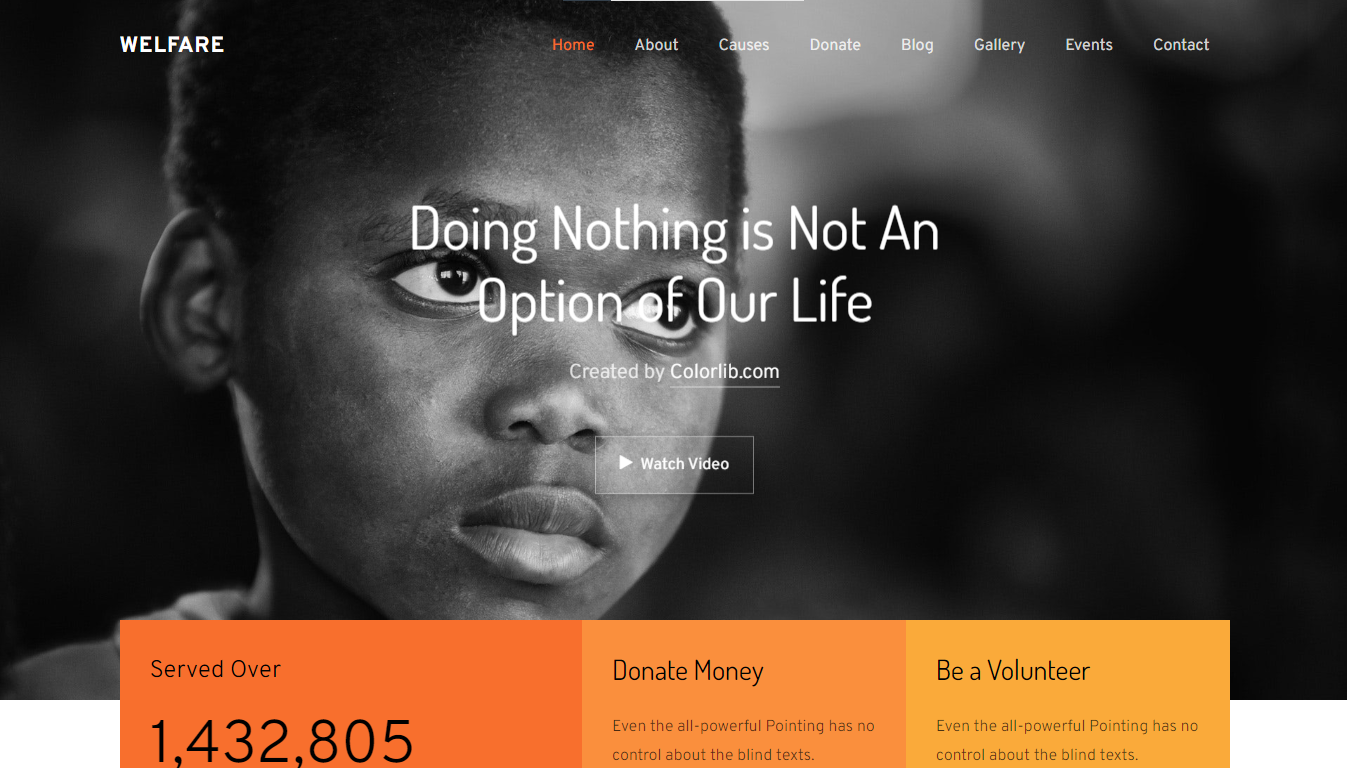 WELFARE
Home About Causes Donate Blog Gallery Events Contact
Doing Nothing is Not An
Option of Our Life
Created by Colorlib.com
Watch Video
Served Over
1,432,805
Donate Money
Even the all-powerful Pointing has no
control about the blind texts.
Be a Volunteer
Even the all-powerful Pointing has no
control about the blind texts.